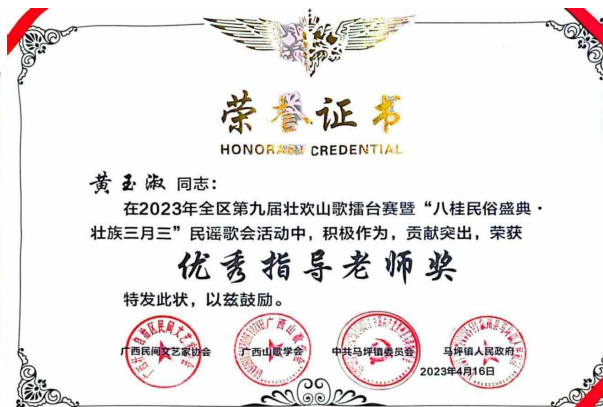 荣誉证书
HONORARY CREDENTIAL
黄玉淑 同志：
在2023年全区第九届壮欢山歌擂台赛暨“八桂民俗盛典·
壮族三月三”民谣歌会活动中，积极作为，贡献突出，荣获
优秀指导老师奖
特发此状，以兹鼓励。
广西民间文艺家协会 广西山歌学会 中共马坪镇委员会 马坪镇人民政府
2023年4月16日